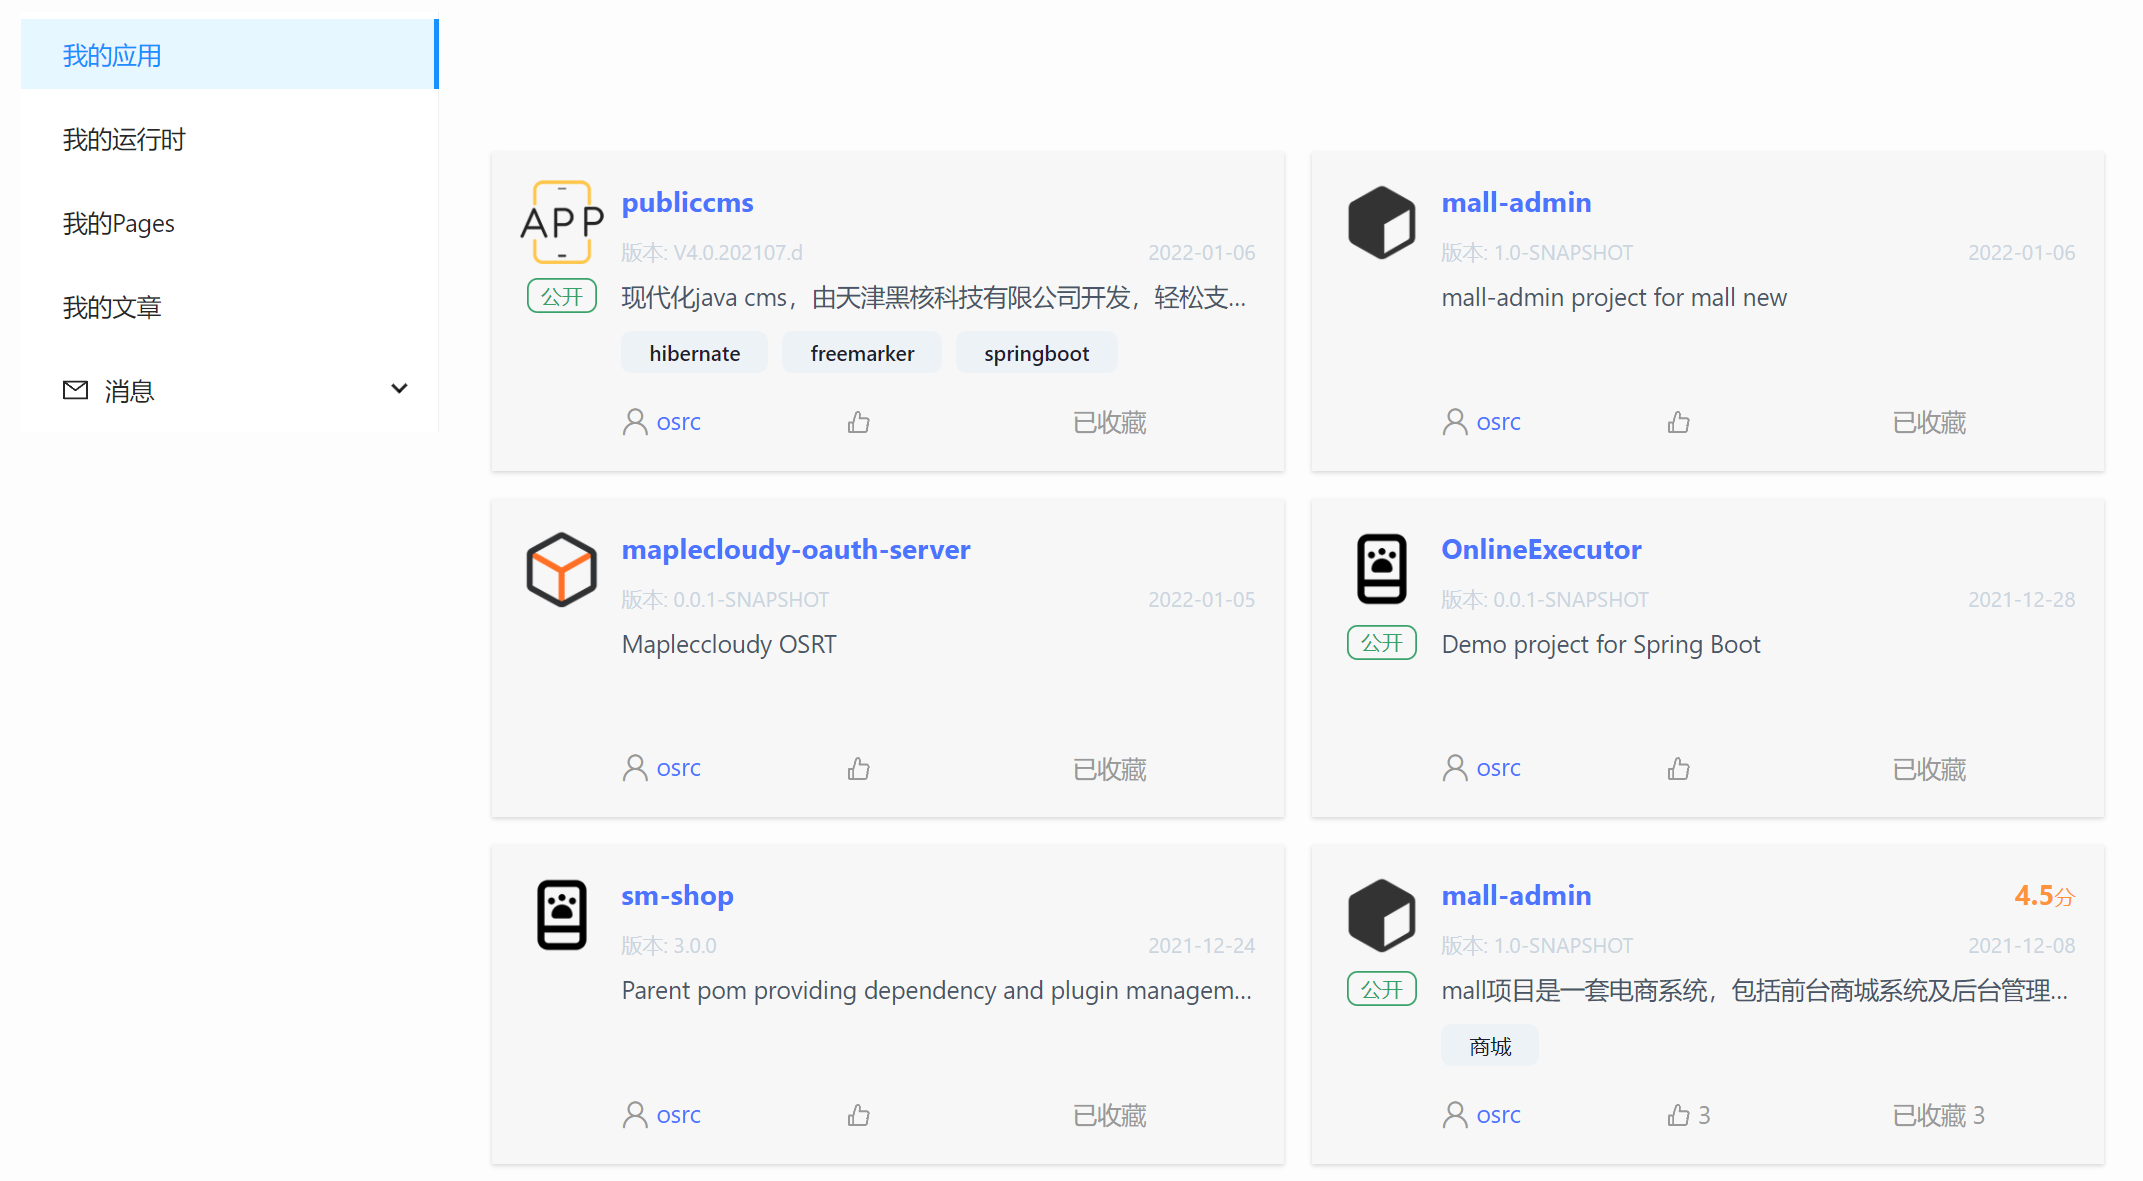 我的应用
我的运行时
我的Pages
我的文章
消息
APP
publiccms
版本: V4.0.202107.d
2022-01-06
公开
现代化java cms，由天津黑核科技有限公司开发，轻松支...
hibernate
freemarker
springboot
osrc
已收藏
mall-admin
版本: 1.0-SNAPSHOT
2022-01-06
mall-admin project for mall new
osrc
已收藏
maplecloudy-oauth-server
版本: 0.0.1-SNAPSHOT
2022-01-05
Mapleccloudy OSRT
osrc
已收藏
OnlineExecutor
版本: 0.0.1-SNAPSHOT
2021-12-28
公开
Demo project for Spring Boot
osrc
已收藏
sm-shop
版本: 3.0.0
2021-12-24
Parent pom providing dependency and plugin managem...
osrc
已收藏
mall-admin
4.5分
版本: 1.0-SNAPSHOT
2021-12-08
公开
mall项目是一套电商系统，包括前台商城系统及后台管理...
商城
osrc
3
已收藏 3